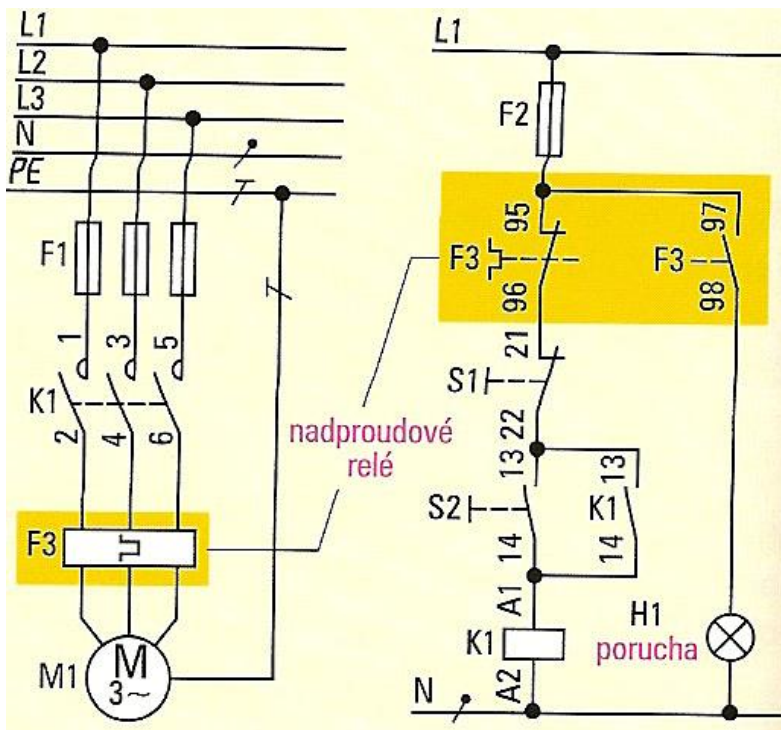 L1
L2
L3
N
PE
F1
1
3
5
K1
2
4
6
F3
M1
M
3~
nadproudové
relé
L1
F2
95
97
F3
F3
96
98
21
S1
22
13
13
S2
K1
14
14
A1
K1
A2
H1
porucha
N